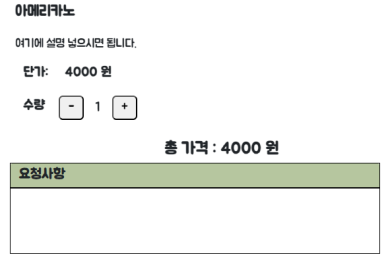 아메리카노
여기에 설명 넣으시면 됩니다.
단가: 4000 원
수량 - 1 +
총 가격 : 4000 원
요청사항